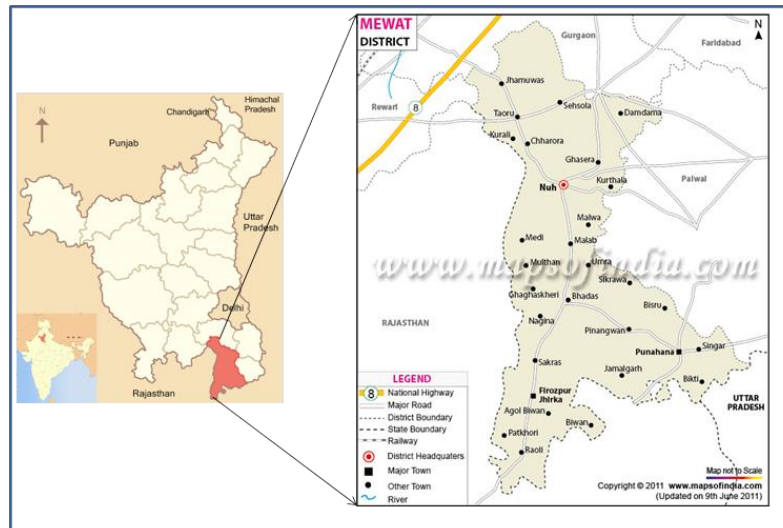 N
Himachal
Pradesh
Chandigarh
Punjab
Uttar
Pradesh
Delhi
Rajasthan
MEWAT
DISTRICT
Gurgaon
N
Faridabad
Jhamuwas
Rewari
8
Sehsola
Taoru
Damdama
Kurali
Chharora
Ghasera
Palwal
Nuh
Kurthala
Malwa
Medi
Malab
www.mapsofindia.com
Multhan
Umra
Sikrawa
Ghaghaskheri
Bhadas
Bisru
Nagina
RAJASTHAN
Pinangwan
Punahana
Singar
Sakras
Jamalgarh
Bikti
UTTAR
PRADESH
Firozpur
Jhirka
Agol Biwan
Biwan
Patkhori
Raoli
LEGEND
8 National Highway
Major Road
District Boundary
State Boundary
Railway
District Headquaters
Major Town
Other Town
River
Map not to Scale
Copyright © 2011 www.mapsofindia.com
(Updated on 9th June 2011)